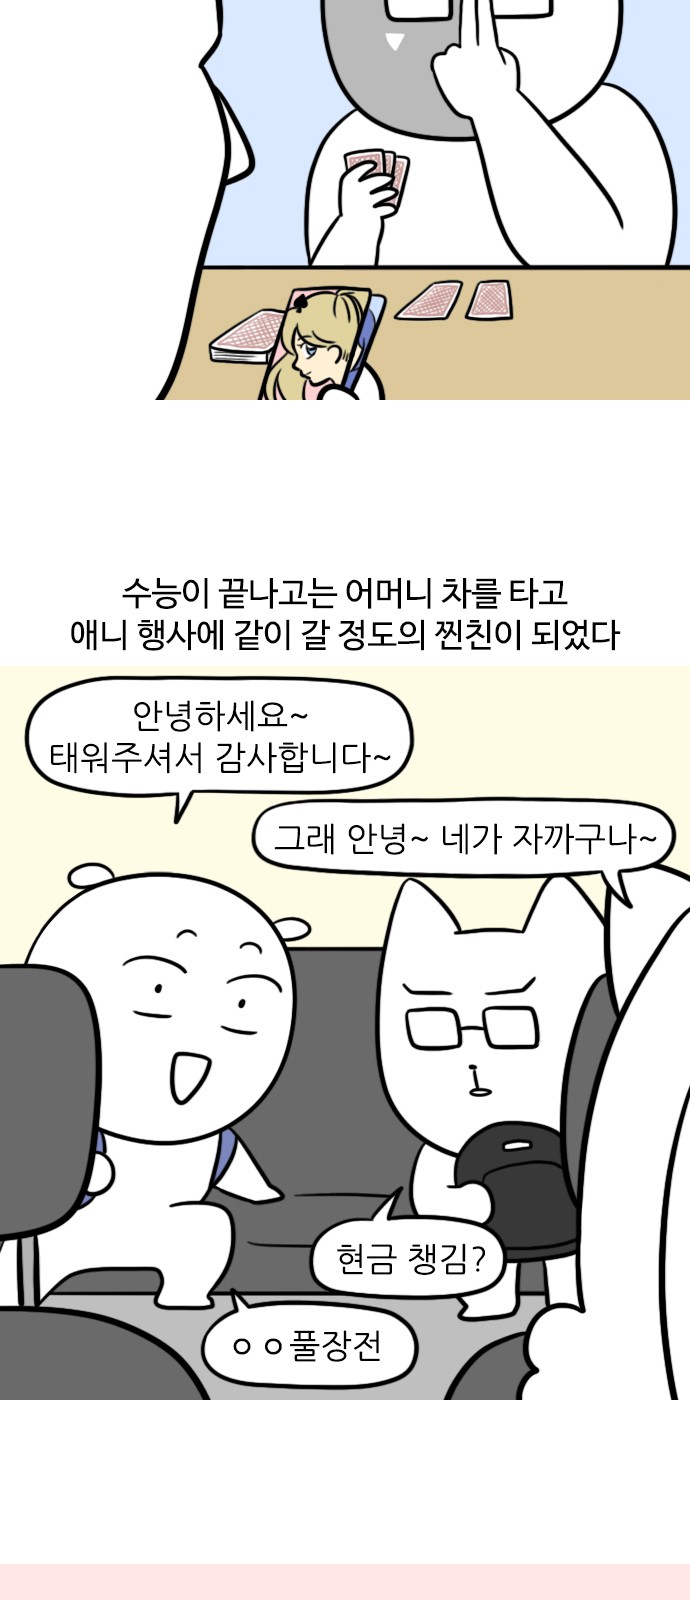 수능이 끝나고는 어머니 차를 타고
애니 행사에 같이 갈 정도의 찐친이 되었다
안녕하세요~
태워주셔서 감사합니다~
그래 안녕~ 네가 자까구나~
현금 챙김?
ㅇㅇ풀장전